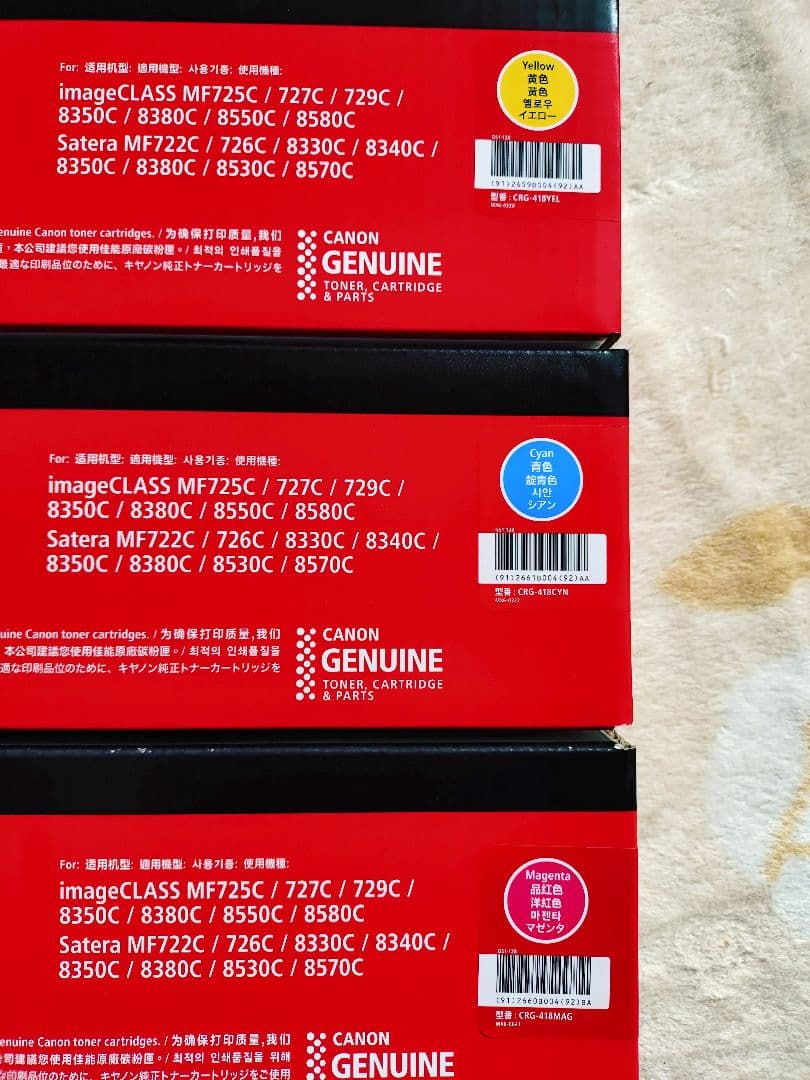 For: 适用机型: 適用機型: 사용기종: 使用機種:
imageCLASS MF725C / 727C / 729C /
8350C / 8380C / 8550C / 8580C
Satera MF722C / 726C / 8330C / 8340C /
8350C / 8380C / 8530C / 8570C
Yellow
黄色
黃色
옐로우
イエロー
(91)2659B004(92)AA
型番 : CRG-418YEL
enuine Canon toner cartridges. / 为确保打印质量,我们
，本公司建議您使用佳能原廠碳粉匣。/ 최적의 인쇄품질을
最適な印刷品位のために、キヤノン純正トナーカートリッジを
CANON
GENUINE
TONER, CARTRIDGE
& PARTS
For: 适用机型: 適用機型: 사용기종: 使用機種:
imageCLASS MF725C / 727C / 729C /
8350C / 8380C / 8550C / 8580C
Satera MF722C / 726C / 8330C / 8340C /
8350C / 8380C / 8530C / 8570C
Cyan
青色
靛青色
시안
シアン
(91)2661B004(92)AA
型番 : CRG-418CYN
uine Canon toner cartridges. / 为确保打印质量,我们
本公司建議您使用佳能原廠碳粉匣。/ 최적의 인쇄품질을
適な印刷品位のために、キヤノン純正トナーカートリッジを
CANON
GENUINE
TONER, CARTRIDGE
& PARTS
For: 适用机型: 適用機型: 사용기종: 使用機種:
imageCLASS MF725C / 727C / 729C /
8350C / 8380C / 8550C / 8580C
Satera MF722C / 726C / 8330C / 8340C /
8350C / 8380C / 8530C / 8570C
Magenta
品红色
洋紅色
마젠타
マゼンタ
(91)2660B004(92)BA
型番 : CRG-418MAG
enuine Canon toner cartridges. / 为确保打印质量,我们
司建議您使用佳能原廠碳粉匣。/ 최적의 인쇄품질을 위해
印刷品位のために、キヤノン純正トナーカートリッジをご使用
CANON
GENUINE